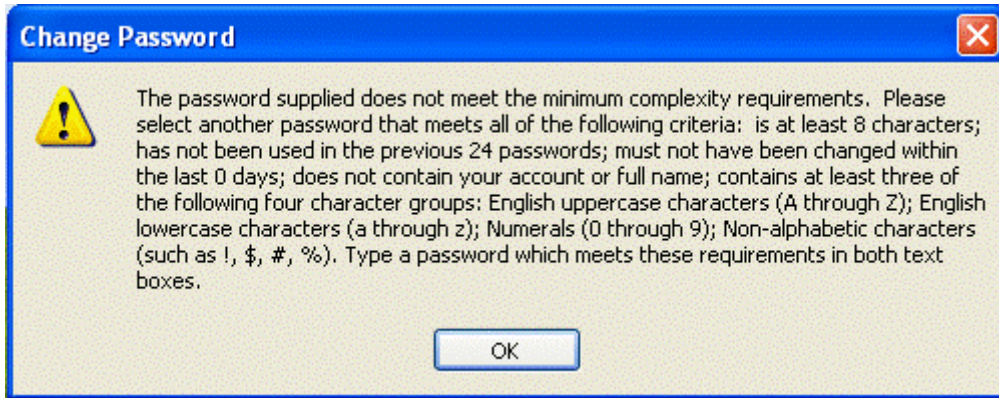 Change Password
The password supplied does not meet the minimum complexity requirements.  Please
select another password that meets all of the following criteria:  is at least 8 characters;
has not been used in the previous 24 passwords; must not have been changed within
the last 0 days; does not contain your account or full name; contains at least three of
the following four character groups: English uppercase characters (A through Z); English
lowercase characters (a through z); Numerals (0 through 9); Non-alphabetic characters
(such as !, $, #, %). Type a password which meets these requirements in both text
boxes.
OK